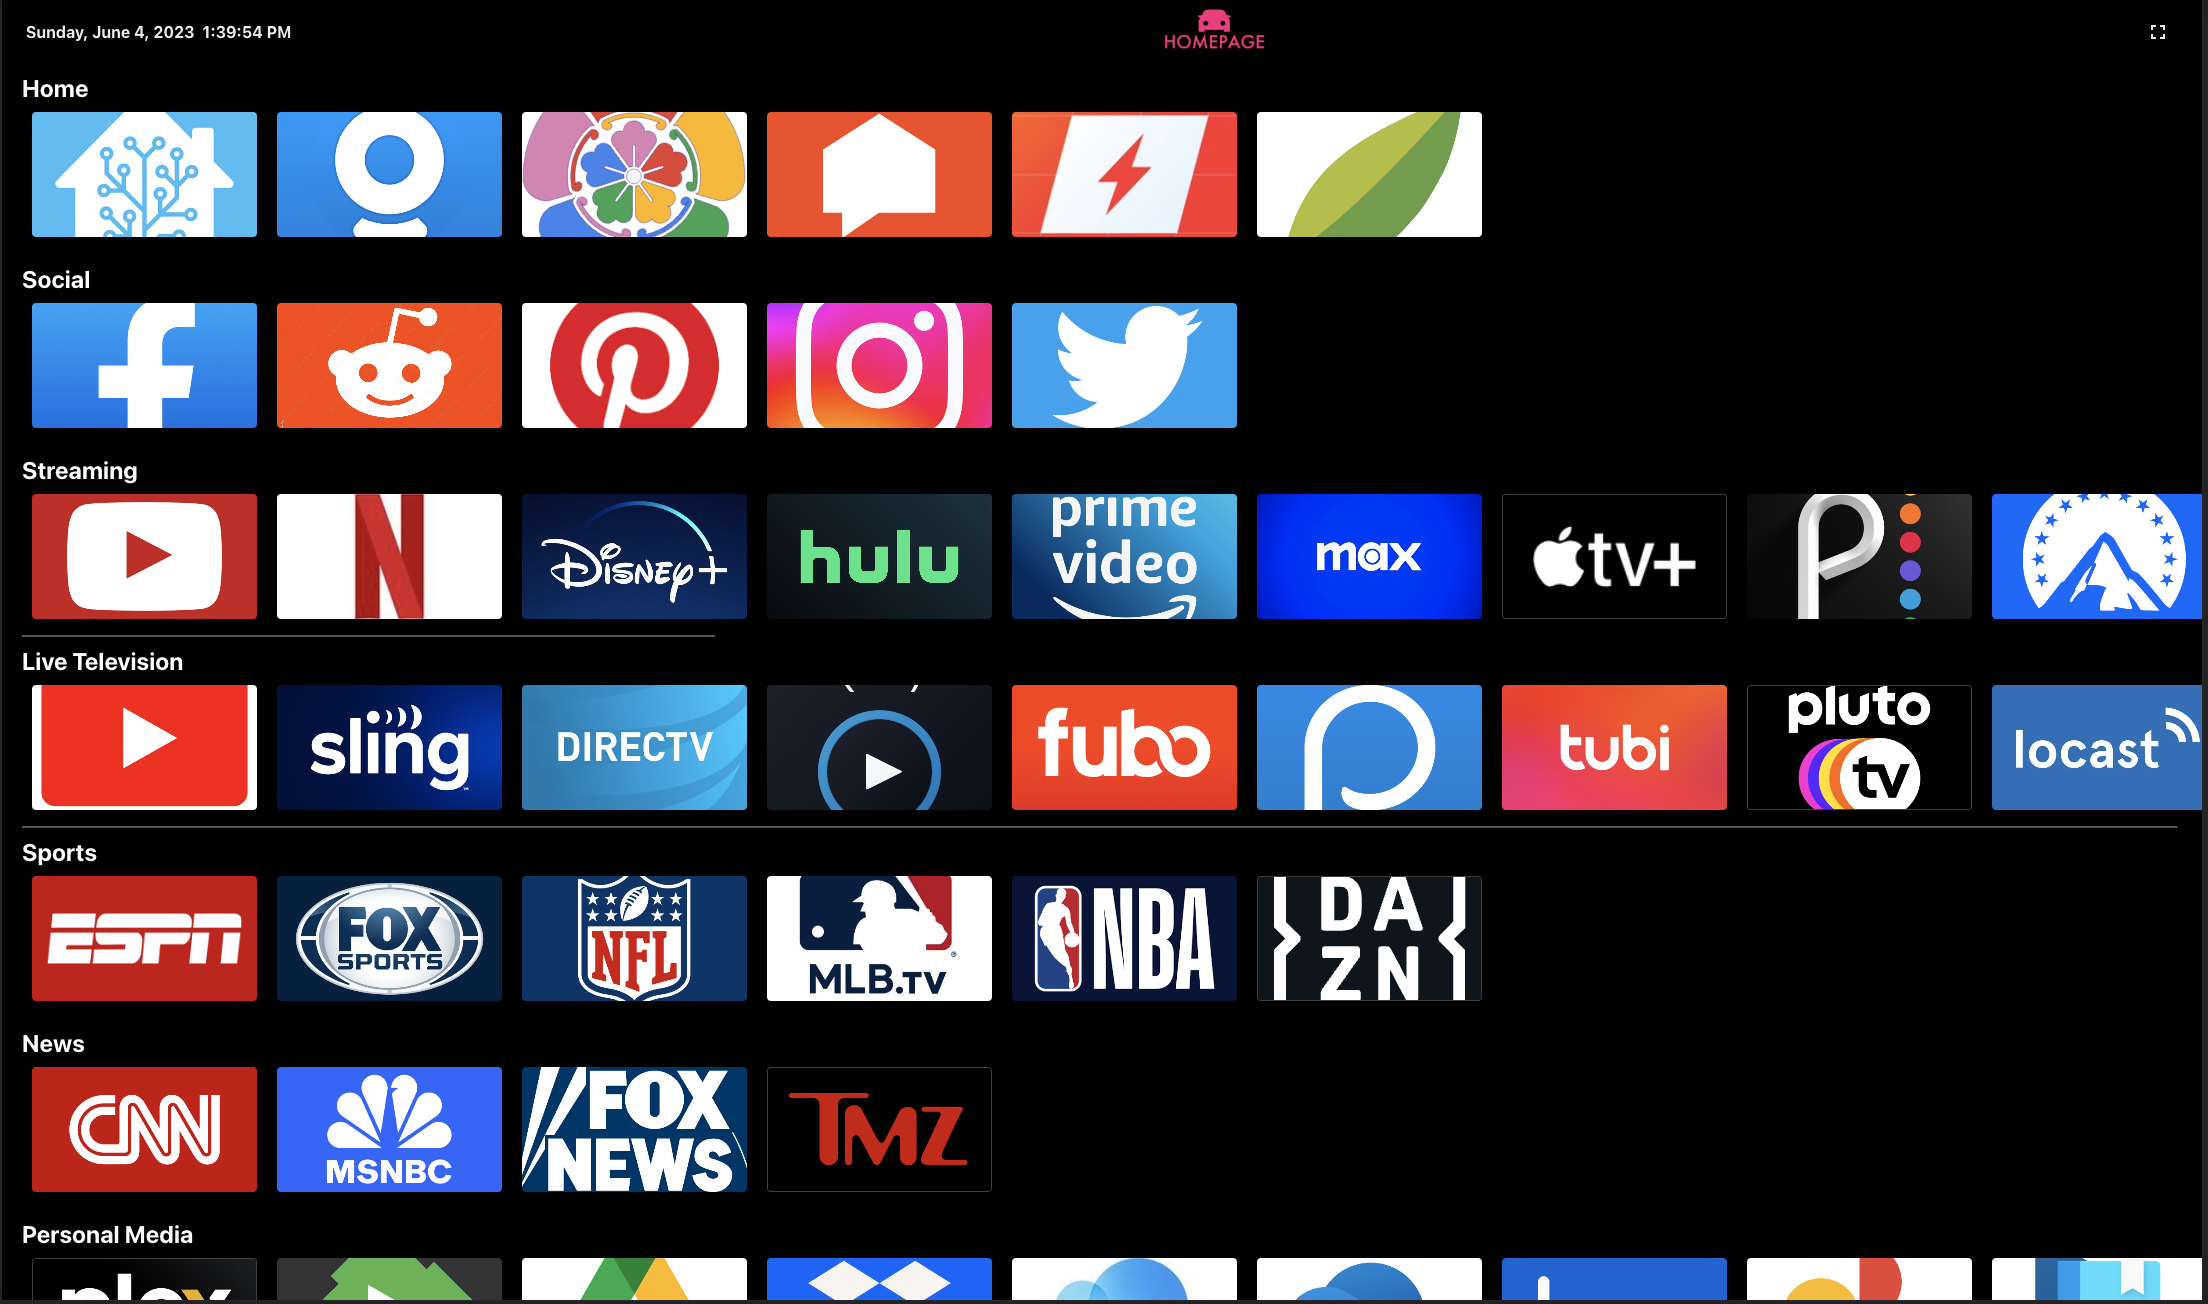 Sunday, June 4, 2023 1:39:54 PM
HOMEPAGE
Home
Social
Streaming
N
Disney+
hulu
prime
video
max
tv+
P
Live Television
sling
DIRECTV
fubo
P
tubi
pluto
tv
locast
Sports
ESPN
FOX
SPORTS
NFL
MLB.TV
NBA
DA
ZN
News
CNN
MSNBC
FOX
NEWS
TMZ
Personal Media
plex